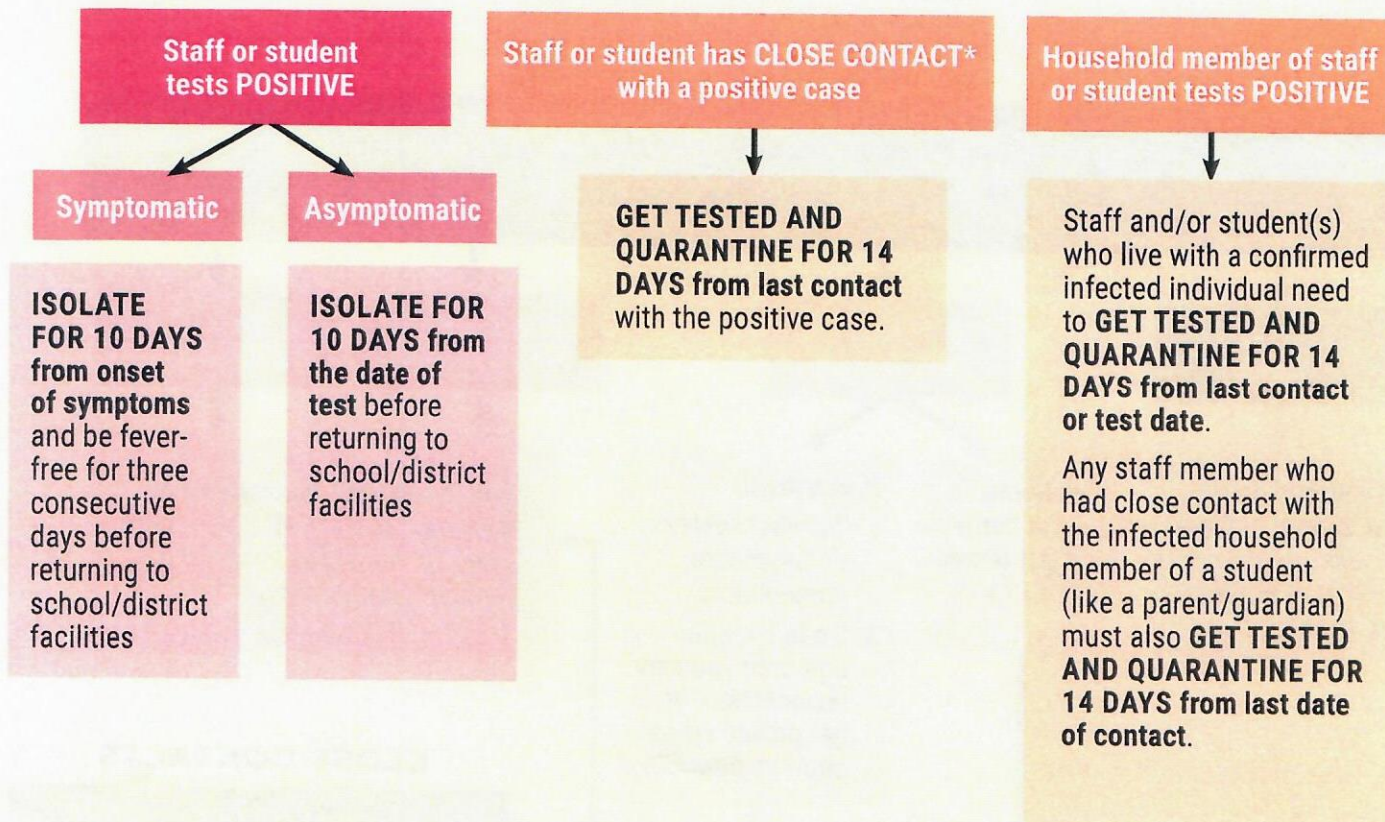 Staff or student
tests POSITIVE
Symptomatic
ISOLATE
FOR 10 DAYS
from onset
of symptoms
and be fever-
free for three
consecutive
days before
returning to
school/district
facilities
Asymptomatic
ISOLATE FOR
10 DAYS from
the date of
test before
returning to
school/district
facilities
Staff or student has CLOSE CONTACT*
with a positive case
GET TESTED AND
QUARANTINE FOR 14
DAYS from last contact
with the positive case.
Household member of staff
or student tests POSITIVE
Staff and/or student(s)
who live with a confirmed
infected individual need
to GET TESTED AND
QUARANTINE FOR 14
DAYS from last contact
or test date.
Any staff member who
had close contact with
the infected household
member of a student
(like a parent/guardian)
must also GET TESTED
AND QUARANTINE FOR
14 DAYS from last date
of contact.